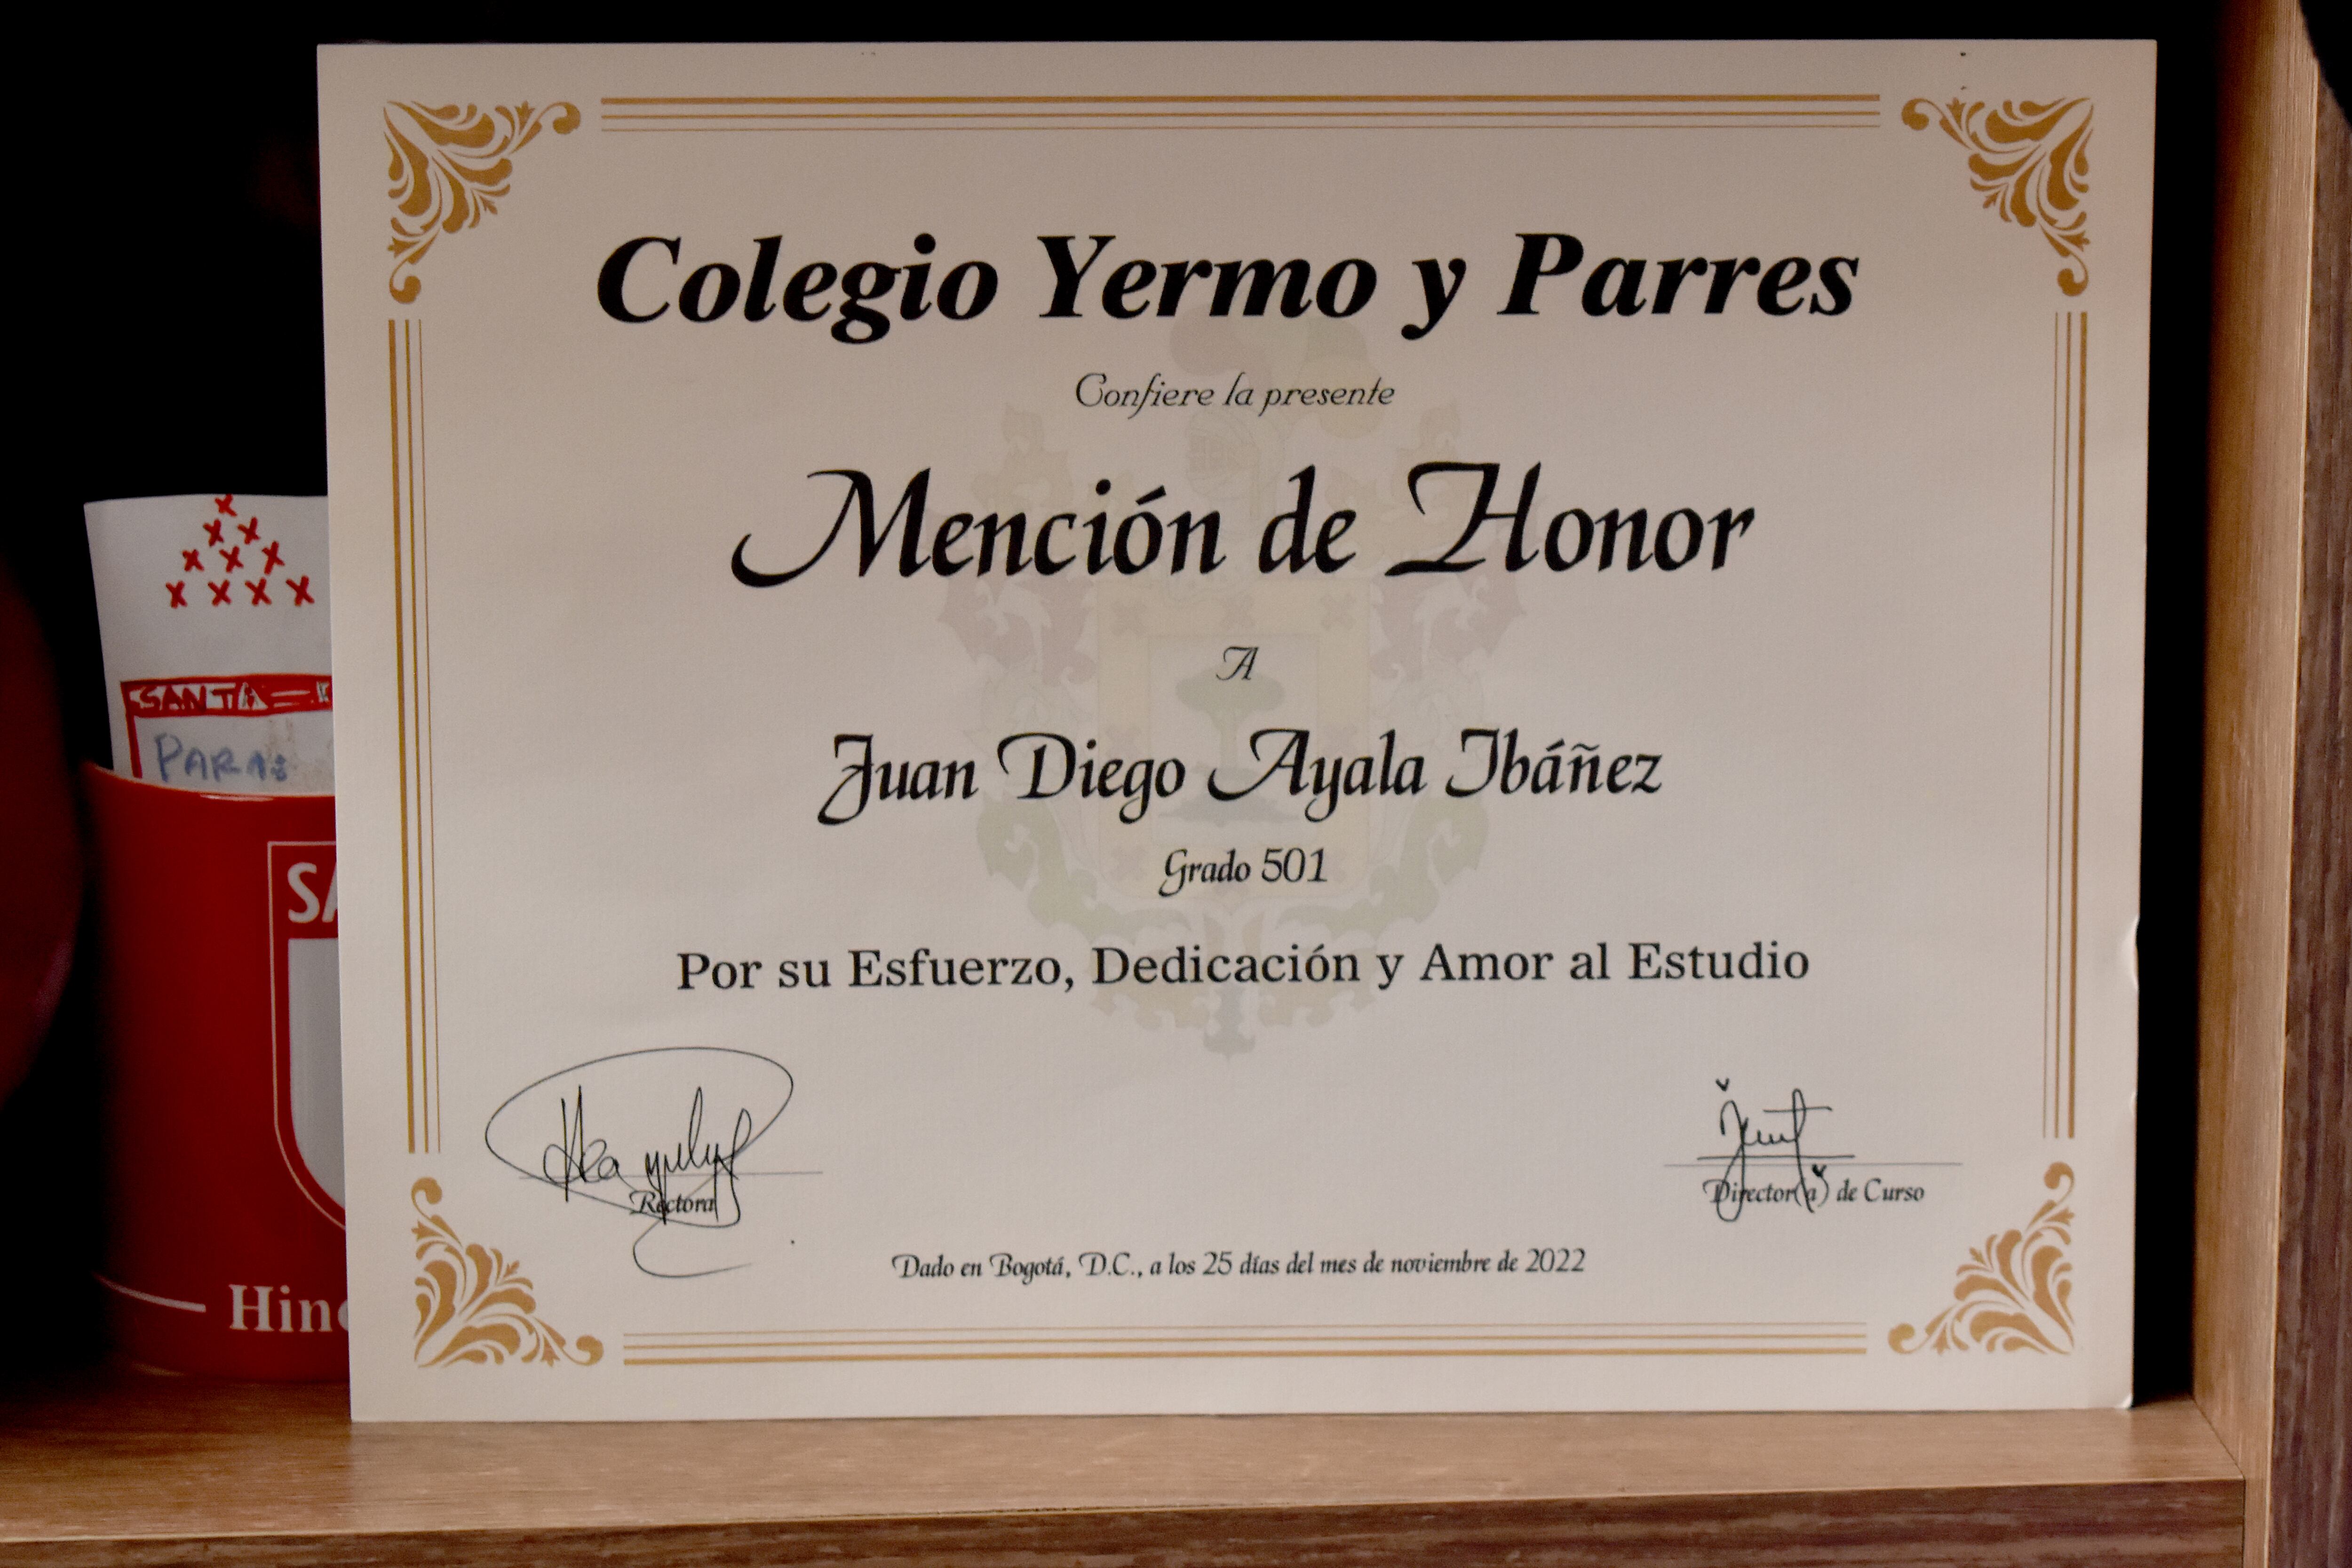 Colegio Yermo y Parres
Confiere la presente
Mención de Honor
A
Juan Diego Ayala Ibáñez
Grado 501
Por su Esfuerzo, Dedicación y Amor al Estudio
Rectora
Director(a) de Curso
Dado en Bogotá, D.C., a los 25 días del mes de noviembre de 2022
SANTA
PARA: